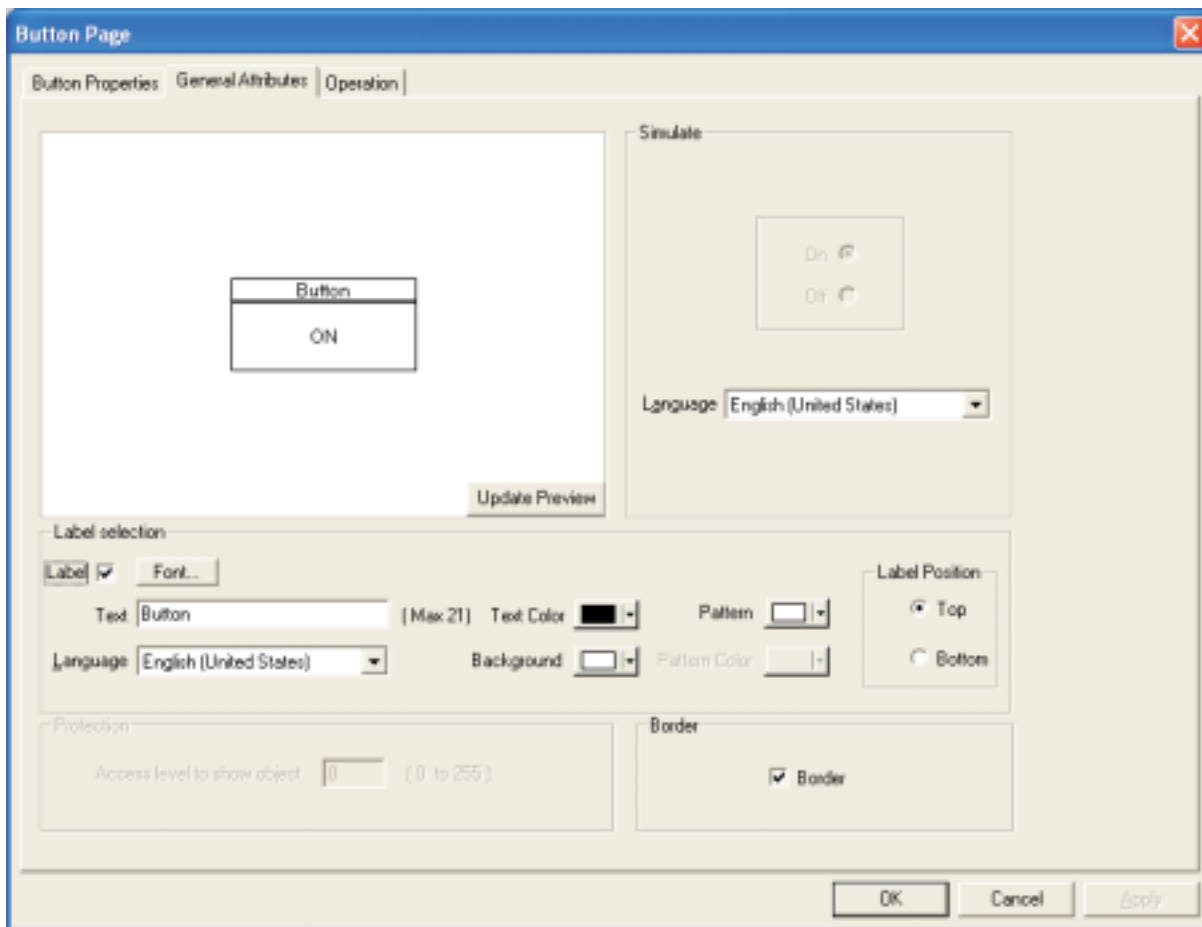 Button Page
Button Properties General Attributes Operation
Simulate
Button
ON
On
Off
Language English (United States)
Update Preview
Label selection
Label Font...
Label Position
Text Button (Max 21) Text Color Pattern
Top
Language English (United States) Background Pattern Color
Bottom
Protection
Border
Access level to show object 0 (0 to 255)
Border
OK Cancel Apply